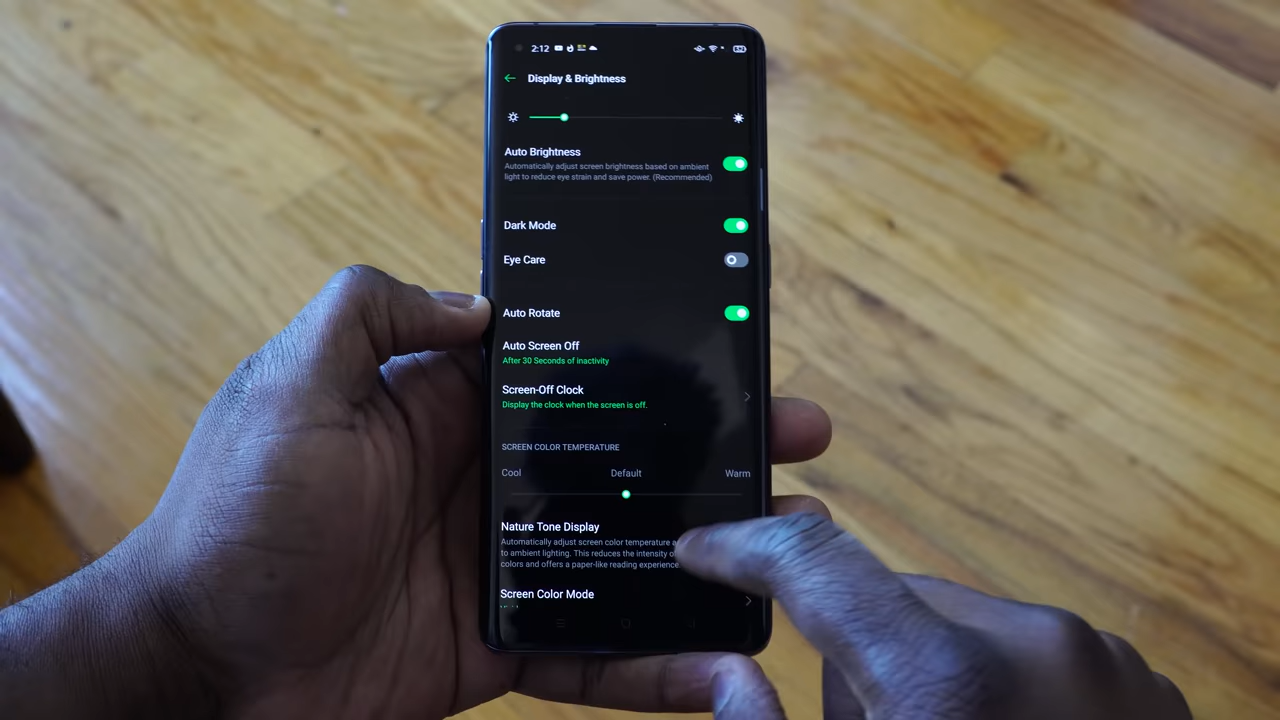 2:12
Display & Brightness
Auto Brightness
Automatically adjust screen brightness based on ambient
light to reduce eye strain and save power. (Recommended)
Dark Mode
Eye Care
Auto Rotate
Auto Screen Off
After 30 Seconds of inactivity
Screen-Off Clock
Display the clock when the screen is off.
SCREEN COLOR TEMPERATURE
Cool Default Warm
Nature Tone Display
Automatically adjust screen color temperature
to ambient lighting. This reduces the intensity
colors and offers a paper-like reading experience
Screen Color Mode